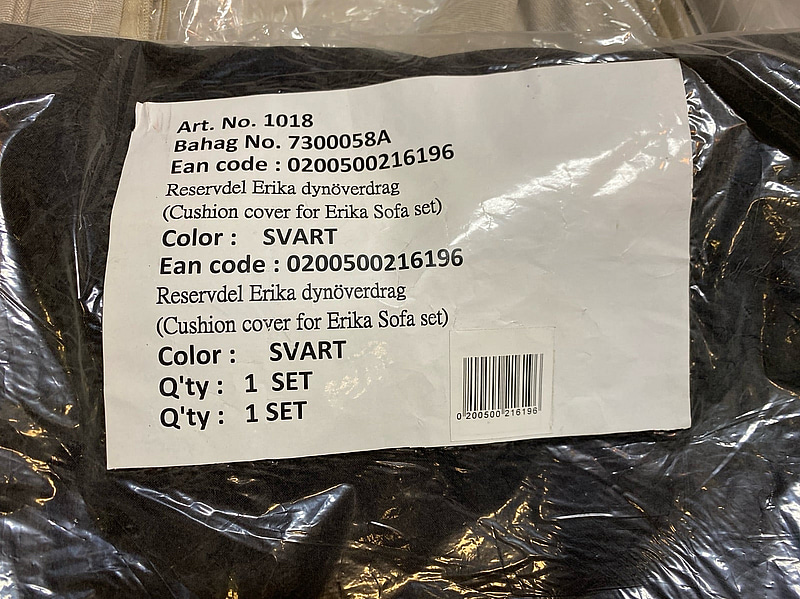 Art. No. 1018
Bahag No. 7300058A
Ean code : 0200500216196
Reservdel Erika dynöverdrag
(Cushion cover for Erika Sofa set)
Color : SVART
Ean code : 0200500216196
Reservdel Erika dynöverdrag
(Cushion cover for Erika Sofa set)
Color : SVART
Q'ty : 1 SET
Q'ty : 1 SET
0 200500 216196